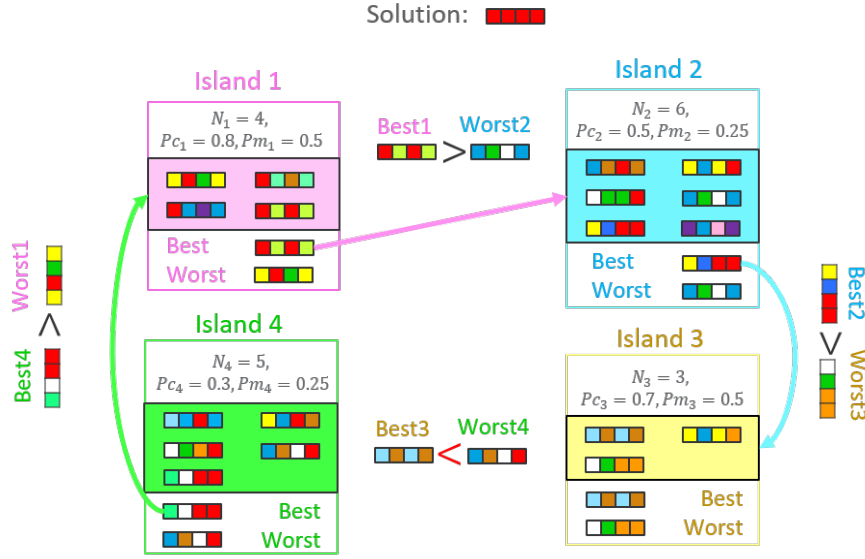 Solution:
Island 1
N₁ = 4,
Pc₁ = 0.8, Pm₁ = 0.5
Best
Worst
Best1
>
Worst2
Island 2
N₂ = 6,
Pc₂ = 0.5, Pm₂ = 0.25
Best
Worst
Worst1
<
Best4
Best2
>
Worst3
Island 4
N₄ = 5,
Pc₄ = 0.3, Pm₄ = 0.25
Best
Worst
Best3
<
Worst4
Island 3
N₃ = 3,
Pc₃ = 0.7, Pm₃ = 0.5
Best
Worst